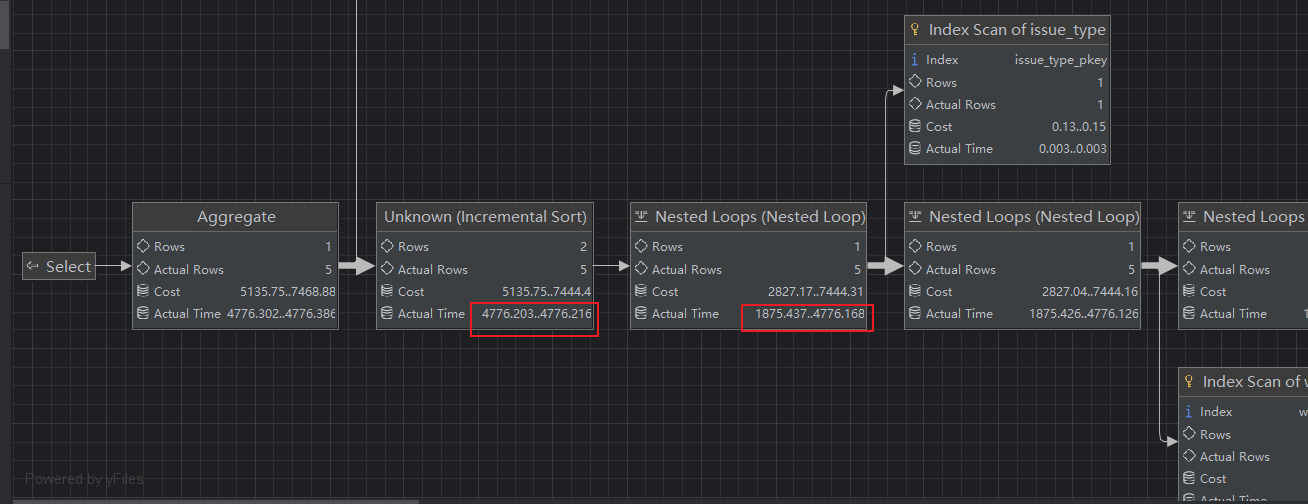 Index Scan of issue_type
Index issue_type_pkey
Rows 1
Actual Rows 1
Cost 0.13..0.15
Actual Time 0.003..0.003
Select
Aggregate
Rows 1
Actual Rows 5
Cost 5135.75..7468.88
Actual Time 4776.302..4776.386
Unknown (Incremental Sort)
Rows 2
Actual Rows 5
Cost 5135.75..7444.4
Actual Time 4776.203..4776.216
Nested Loops (Nested Loop)
Rows 1
Actual Rows 5
Cost 2827.17..7444.31
Actual Time 1875.437..4776.168
Nested Loops (Nested Loop)
Rows 1
Actual Rows 5
Cost 2827.04..7444.16
Actual Time 1875.426..4776.126
Nested Loops
Rows
Actual Rows
Cost
Actual Time
Index Scan of
Index
Rows
Actual Rows
Cost
Actual Time
Powered by yFiles